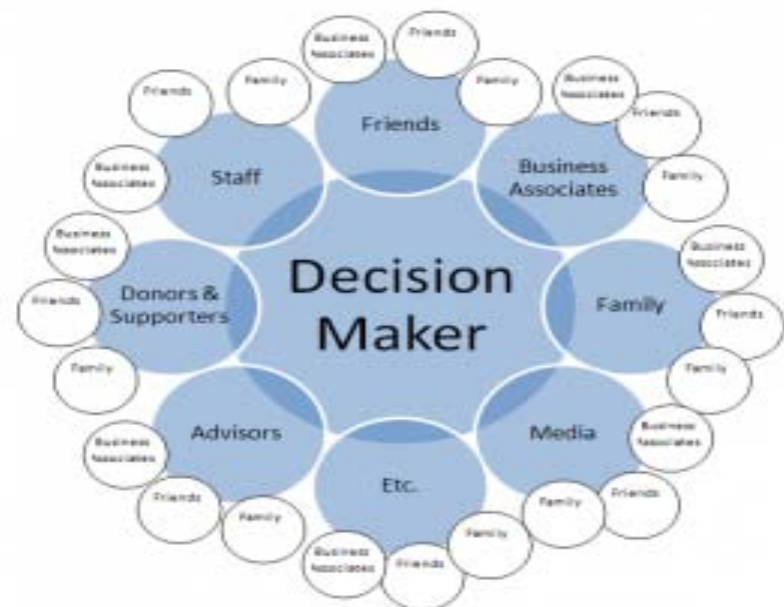 Decision
Maker
Friends
Business
Associates
Friends
Family
Business
Associates
Business
Associates
Friends
Family
Family
Business
Associates
Friends
Family
Media
Business
Associates
Friends
Family
Etc.
Family
Friends
Business
Associates
Advisors
Family
Friends
Business
Associates
Donors &
Supporters
Family
Friends
Business
Associates
Staff
Business
Associates
Friends
Family